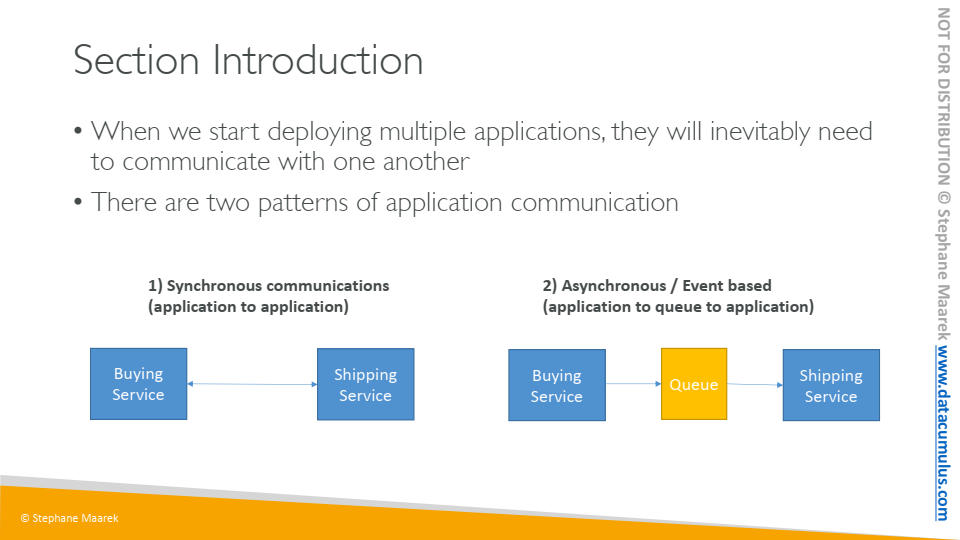 Section Introduction
• When we start deploying multiple applications, they will inevitably need
to communicate with one another
• There are two patterns of application communication
1) Synchronous communications
(application to application)
Buying
Service
Shipping
Service
2) Asynchronous / Event based
(application to queue to application)
Buying
Service
Queue
Shipping
Service
© Stephane Maarek
NOT FOR DISTRIBUTION © Stephane Maarek www.datacumulus.com